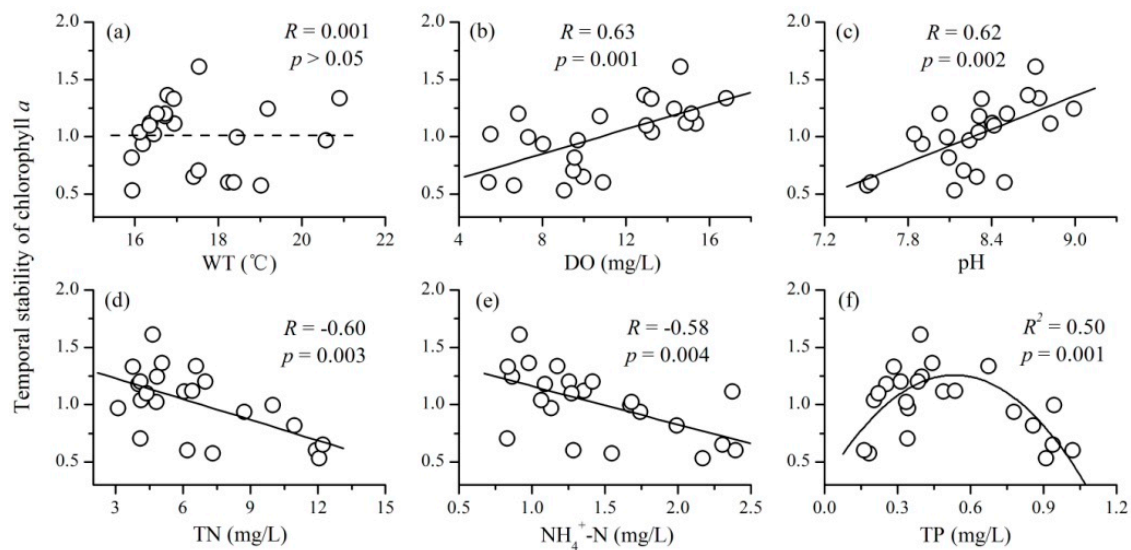 Temporal stability of chlorophyll a
(a)
R = 0.001
p > 0.05
2.0
1.5
1.0
0.5
16
18
20
22
WT (℃)
(b)
R = 0.63
p = 0.001
2.0
1.5
1.0
0.5
4
8
12
16
DO (mg/L)
(c)
R = 0.62
p = 0.002
2.0
1.5
1.0
0.5
7.2
7.8
8.4
9.0
pH
(d)
R = -0.60
p = 0.003
2.0
1.5
1.0
0.5
3
6
9
12
15
TN (mg/L)
(e)
R = -0.58
p = 0.004
2.0
1.5
1.0
0.5
0.5
1.0
1.5
2.0
2.5
NH₄⁺-N (mg/L)
(f)
R² = 0.50
p = 0.001
2.0
1.5
1.0
0.5
0.0
0.3
0.6
0.9
1.2
TP (mg/L)